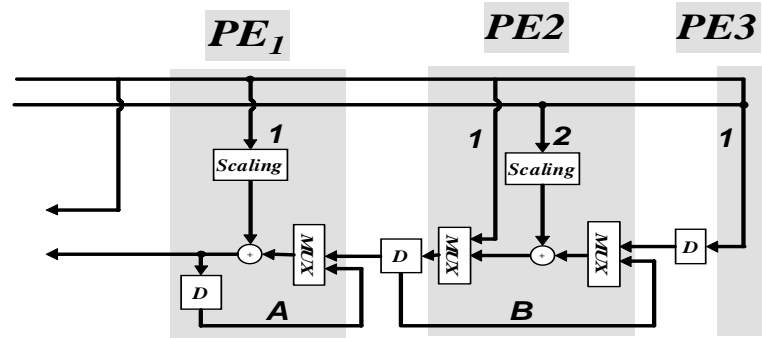 PE1
PE2
PE3
1
1
2
1
Scaling
Scaling
+
MUX
D
MUX
+
MUX
D
D
A
B